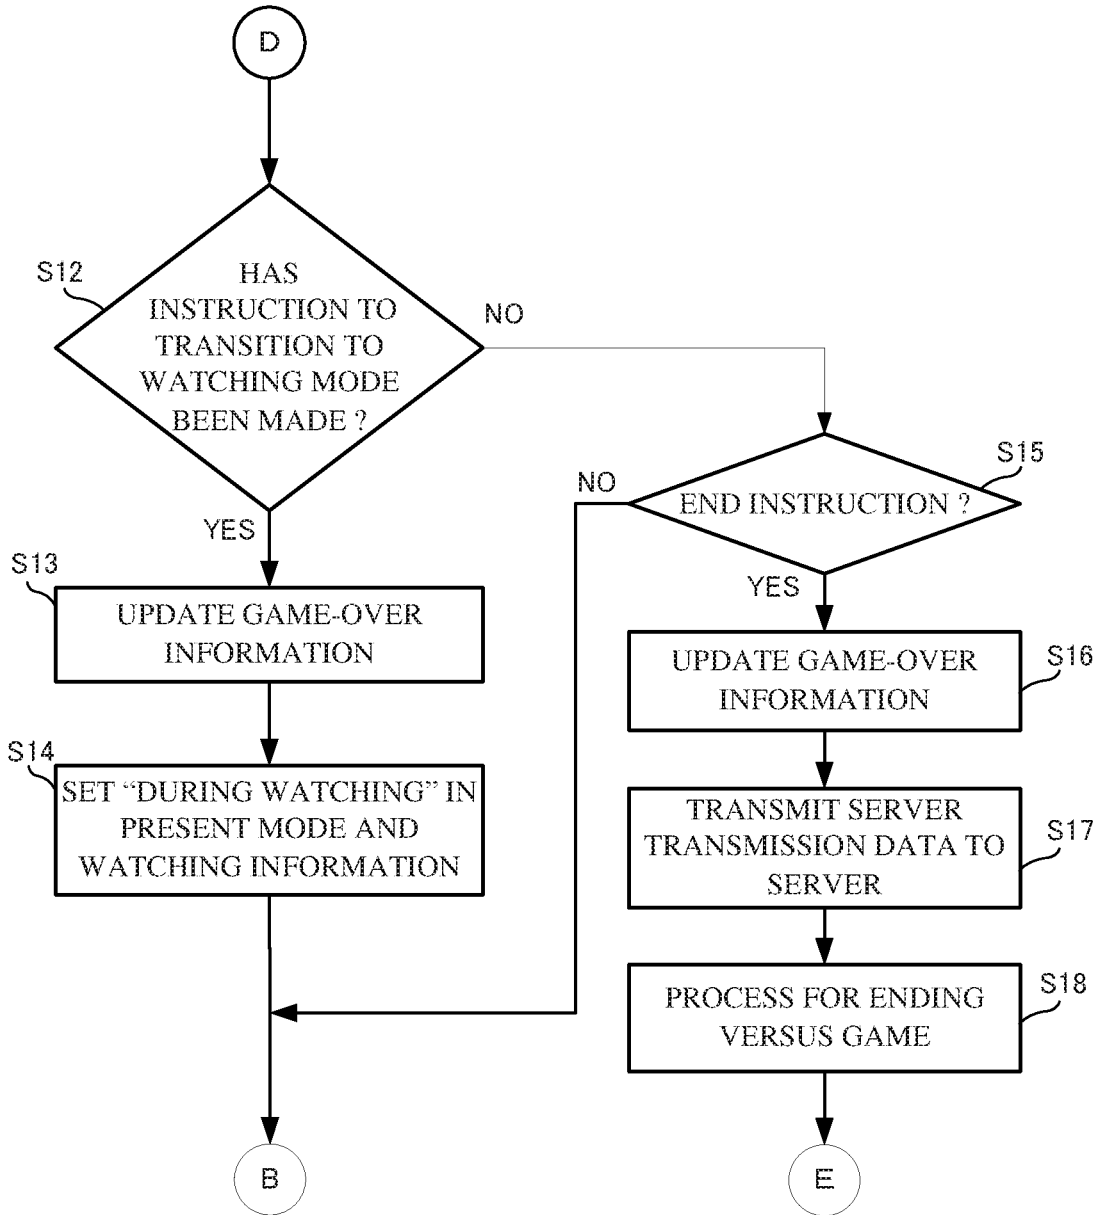 D
S12
HAS
INSTRUCTION TO
TRANSITION TO
WATCHING MODE
BEEN MADE ?
NO
YES
S13
UPDATE GAME-OVER
INFORMATION
S14
SET “DURING WATCHING” IN
PRESENT MODE AND
WATCHING INFORMATION
B
S15
END INSTRUCTION ?
NO
YES
S16
UPDATE GAME-OVER
INFORMATION
S17
TRANSMIT SERVER
TRANSMISSION DATA TO
SERVER
S18
PROCESS FOR ENDING
VERSUS GAME
E